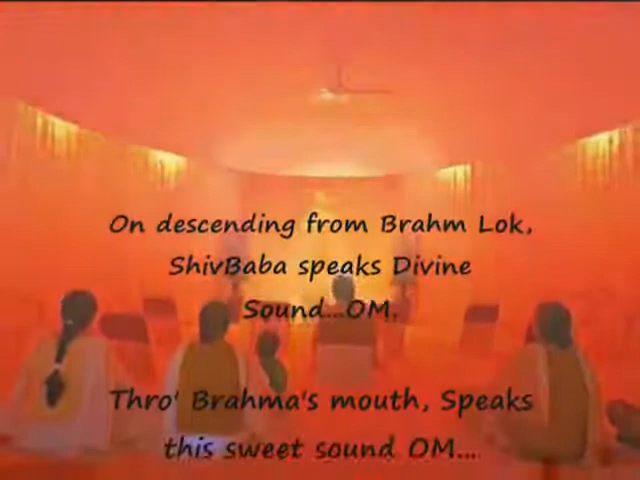 On descending from Brahm Lok,
ShivBaba speaks Divine
Sound...OM.
Thro' Brahma's mouth, Speaks
this sweet sound OM...